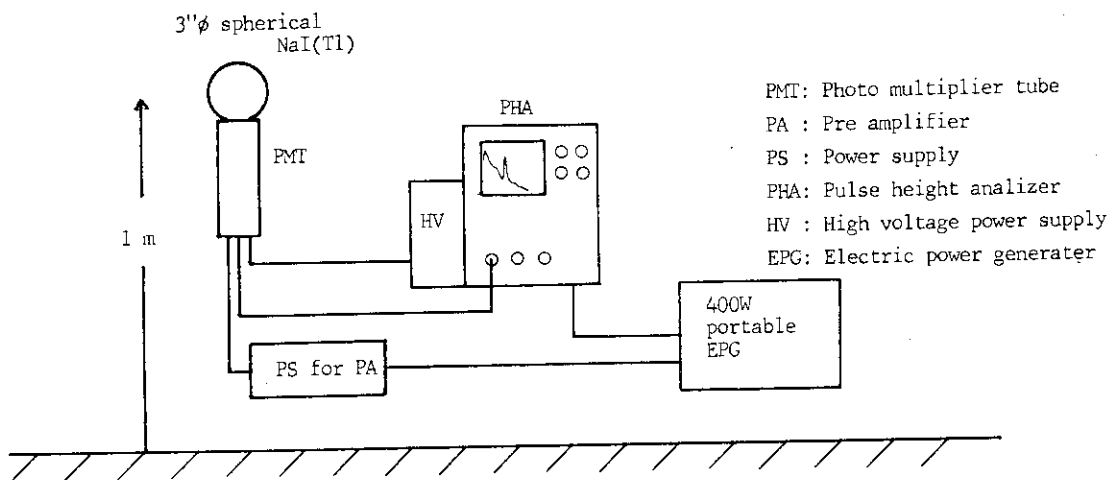 3"ø spherical
NaI(Tl)
PMT
1 m
PHA
HV
PS for PA
400W
portable
EPG
PMT: Photo multiplier tube
PA : Pre amplifier
PS : Power supply
PHA: Pulse height analizer
HV : High voltage power supply
EPG: Electric power generater